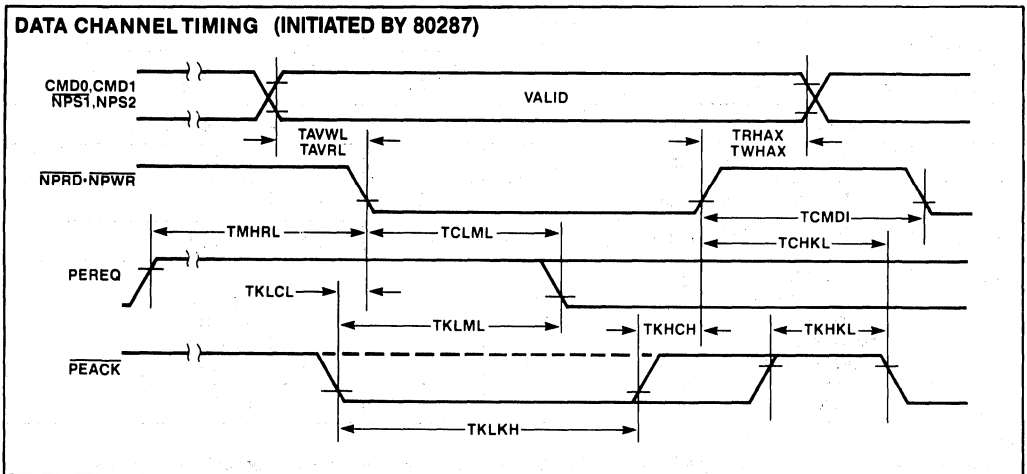 DATA CHANNEL TIMING (INITIATED BY 80287)
CMD0,CMD1
NPS1,NPS2
VALID
TAVWL
TAVRL
TRHAX
TWHAX
NPRD·NPWR
TCMDI
TMHRL
TCLML
TCHKL
PEREQ
TKLCL
TKLML
TKHCH
TKHKL
PEACK
TKLKH